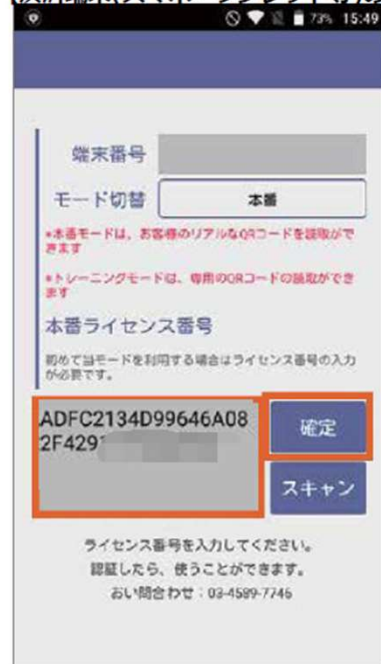 73% 15:49
端末番号
モード切替 本番
*本番モードは、お客様のリアルなQRコードを読取がで
きます
*トレーニングモードは、専用のQRコードの読取ができ
ます
本番ライセンス番号
初めて当モードを利用する場合はライセンス番号の入力
が必要です。
ADFC2134D99646A08
2F429
確定
スキャン
ライセンス番号を入力してください。
認証したら、使うことができます。
おい問合わせ：03-4589-7746